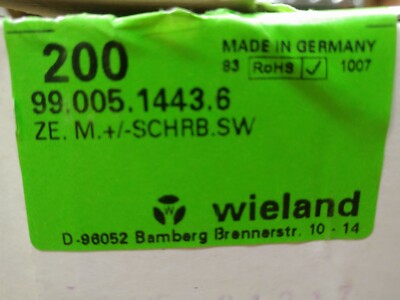 200
MADE IN GERMANY
93 RoHS ✓ 1007
99.005.1443.6
ZE. M.+/-SCHRB.SW
wieland
D-96052 Bamberg Brennerstr. 10 - 14